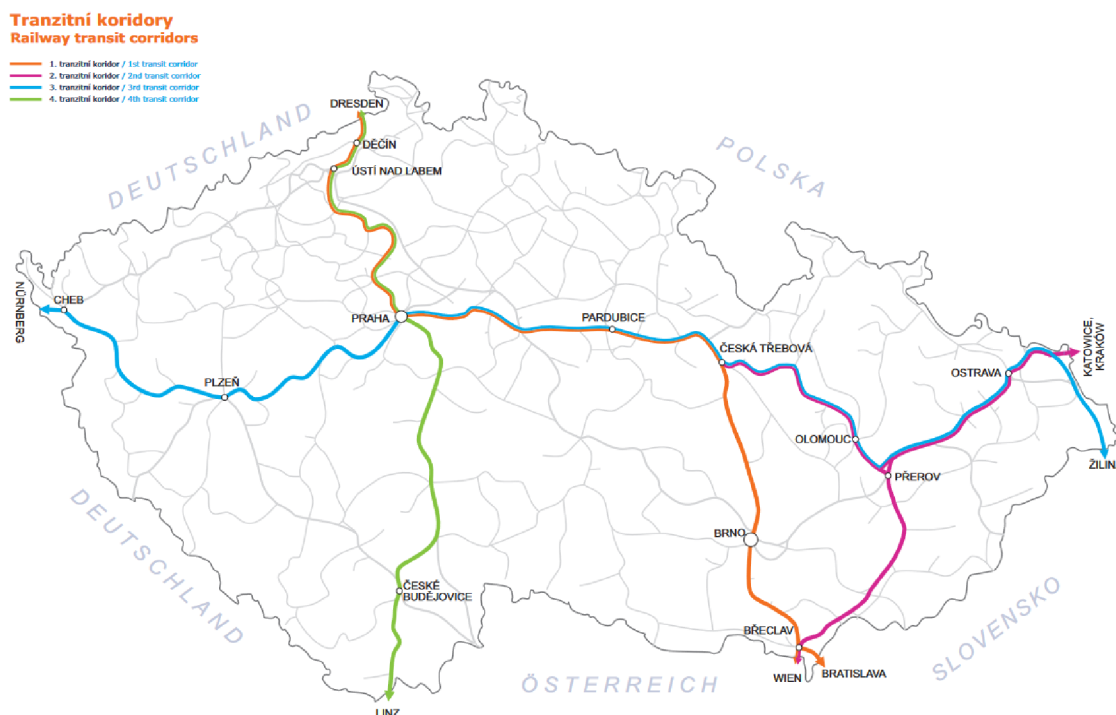 Tranzitní koridory
Railway transit corridors
1. tranzitní koridor / 1st transit corridor
2. tranzitní koridor / 2nd transit corridor
3. tranzitní koridor / 3rd transit corridor
4. tranzitní koridor / 4th transit corridor
DRESDEN
DEUTSCHLAND
DĚČÍN
ÚSTÍ NAD LABEM
POLSKA
NÜRNBERG
CHEB
PRAHA
PARDUBICE
ČESKÁ TŘEBOVÁ
KATOWICE,
KRAKÓW
OSTRAVA
PLZEŇ
OLOMOUC
ŽILIN
PŘEROV
DEUTSCHLAND
BRNO
ČESKÉ
BUDĚJOVICE
SLOVENSKO
BŘECLAV
WIEN
BRATISLAVA
ÖSTERREICH
LINZ